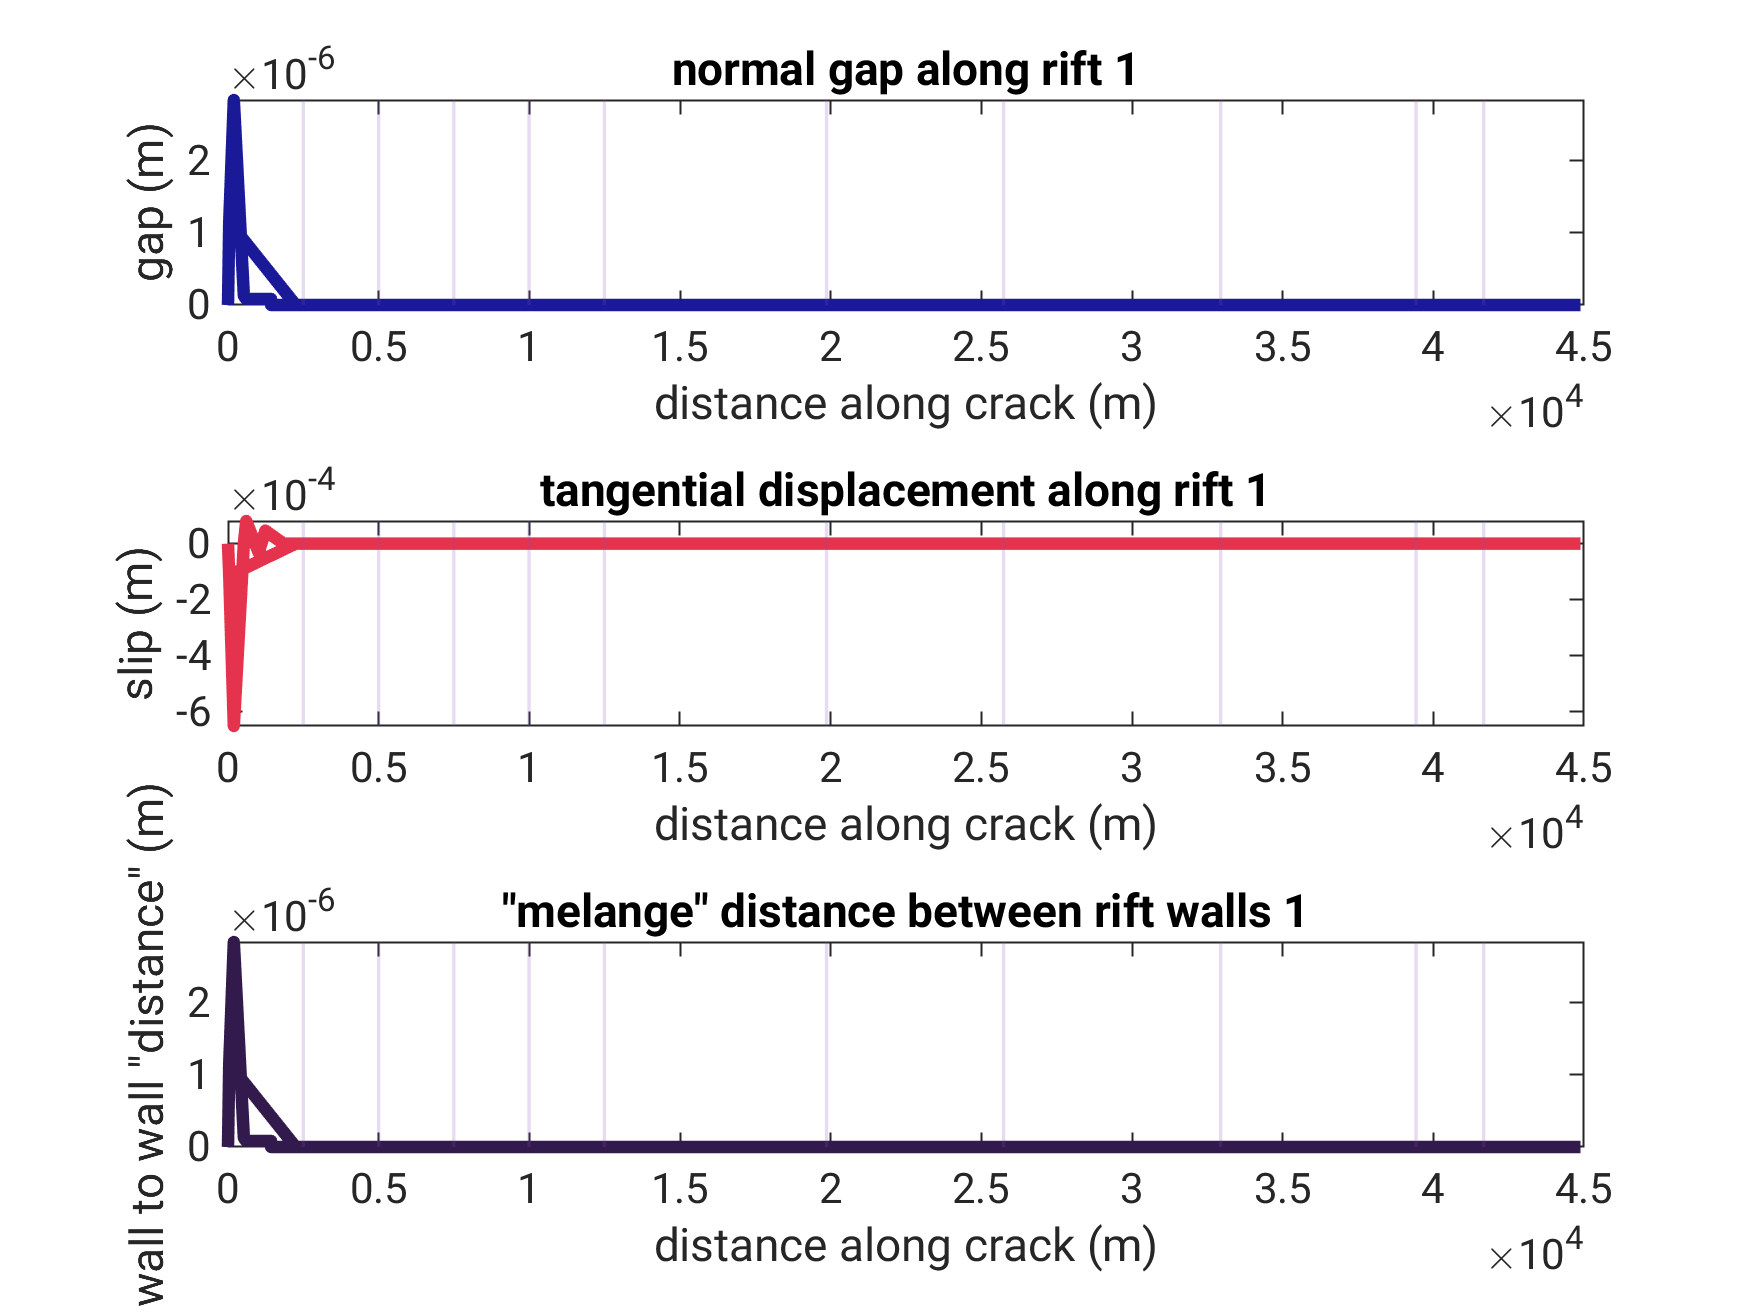 ×10-6
normal gap along rift 1
gap (m)
2
1
0
0 0.5 1 1.5 2 2.5 3 3.5 4 4.5
distance along crack (m)
×104
×10-4
tangential displacement along rift 1
slip (m)
0
-2
-4
-6
0 0.5 1 1.5 2 2.5 3 3.5 4 4.5
distance along crack (m)
×104
×10-6
"melange" distance between rift walls 1
wall to wall "distance" (m)
2
1
0
0 0.5 1 1.5 2 2.5 3 3.5 4 4.5
distance along crack (m)
×104